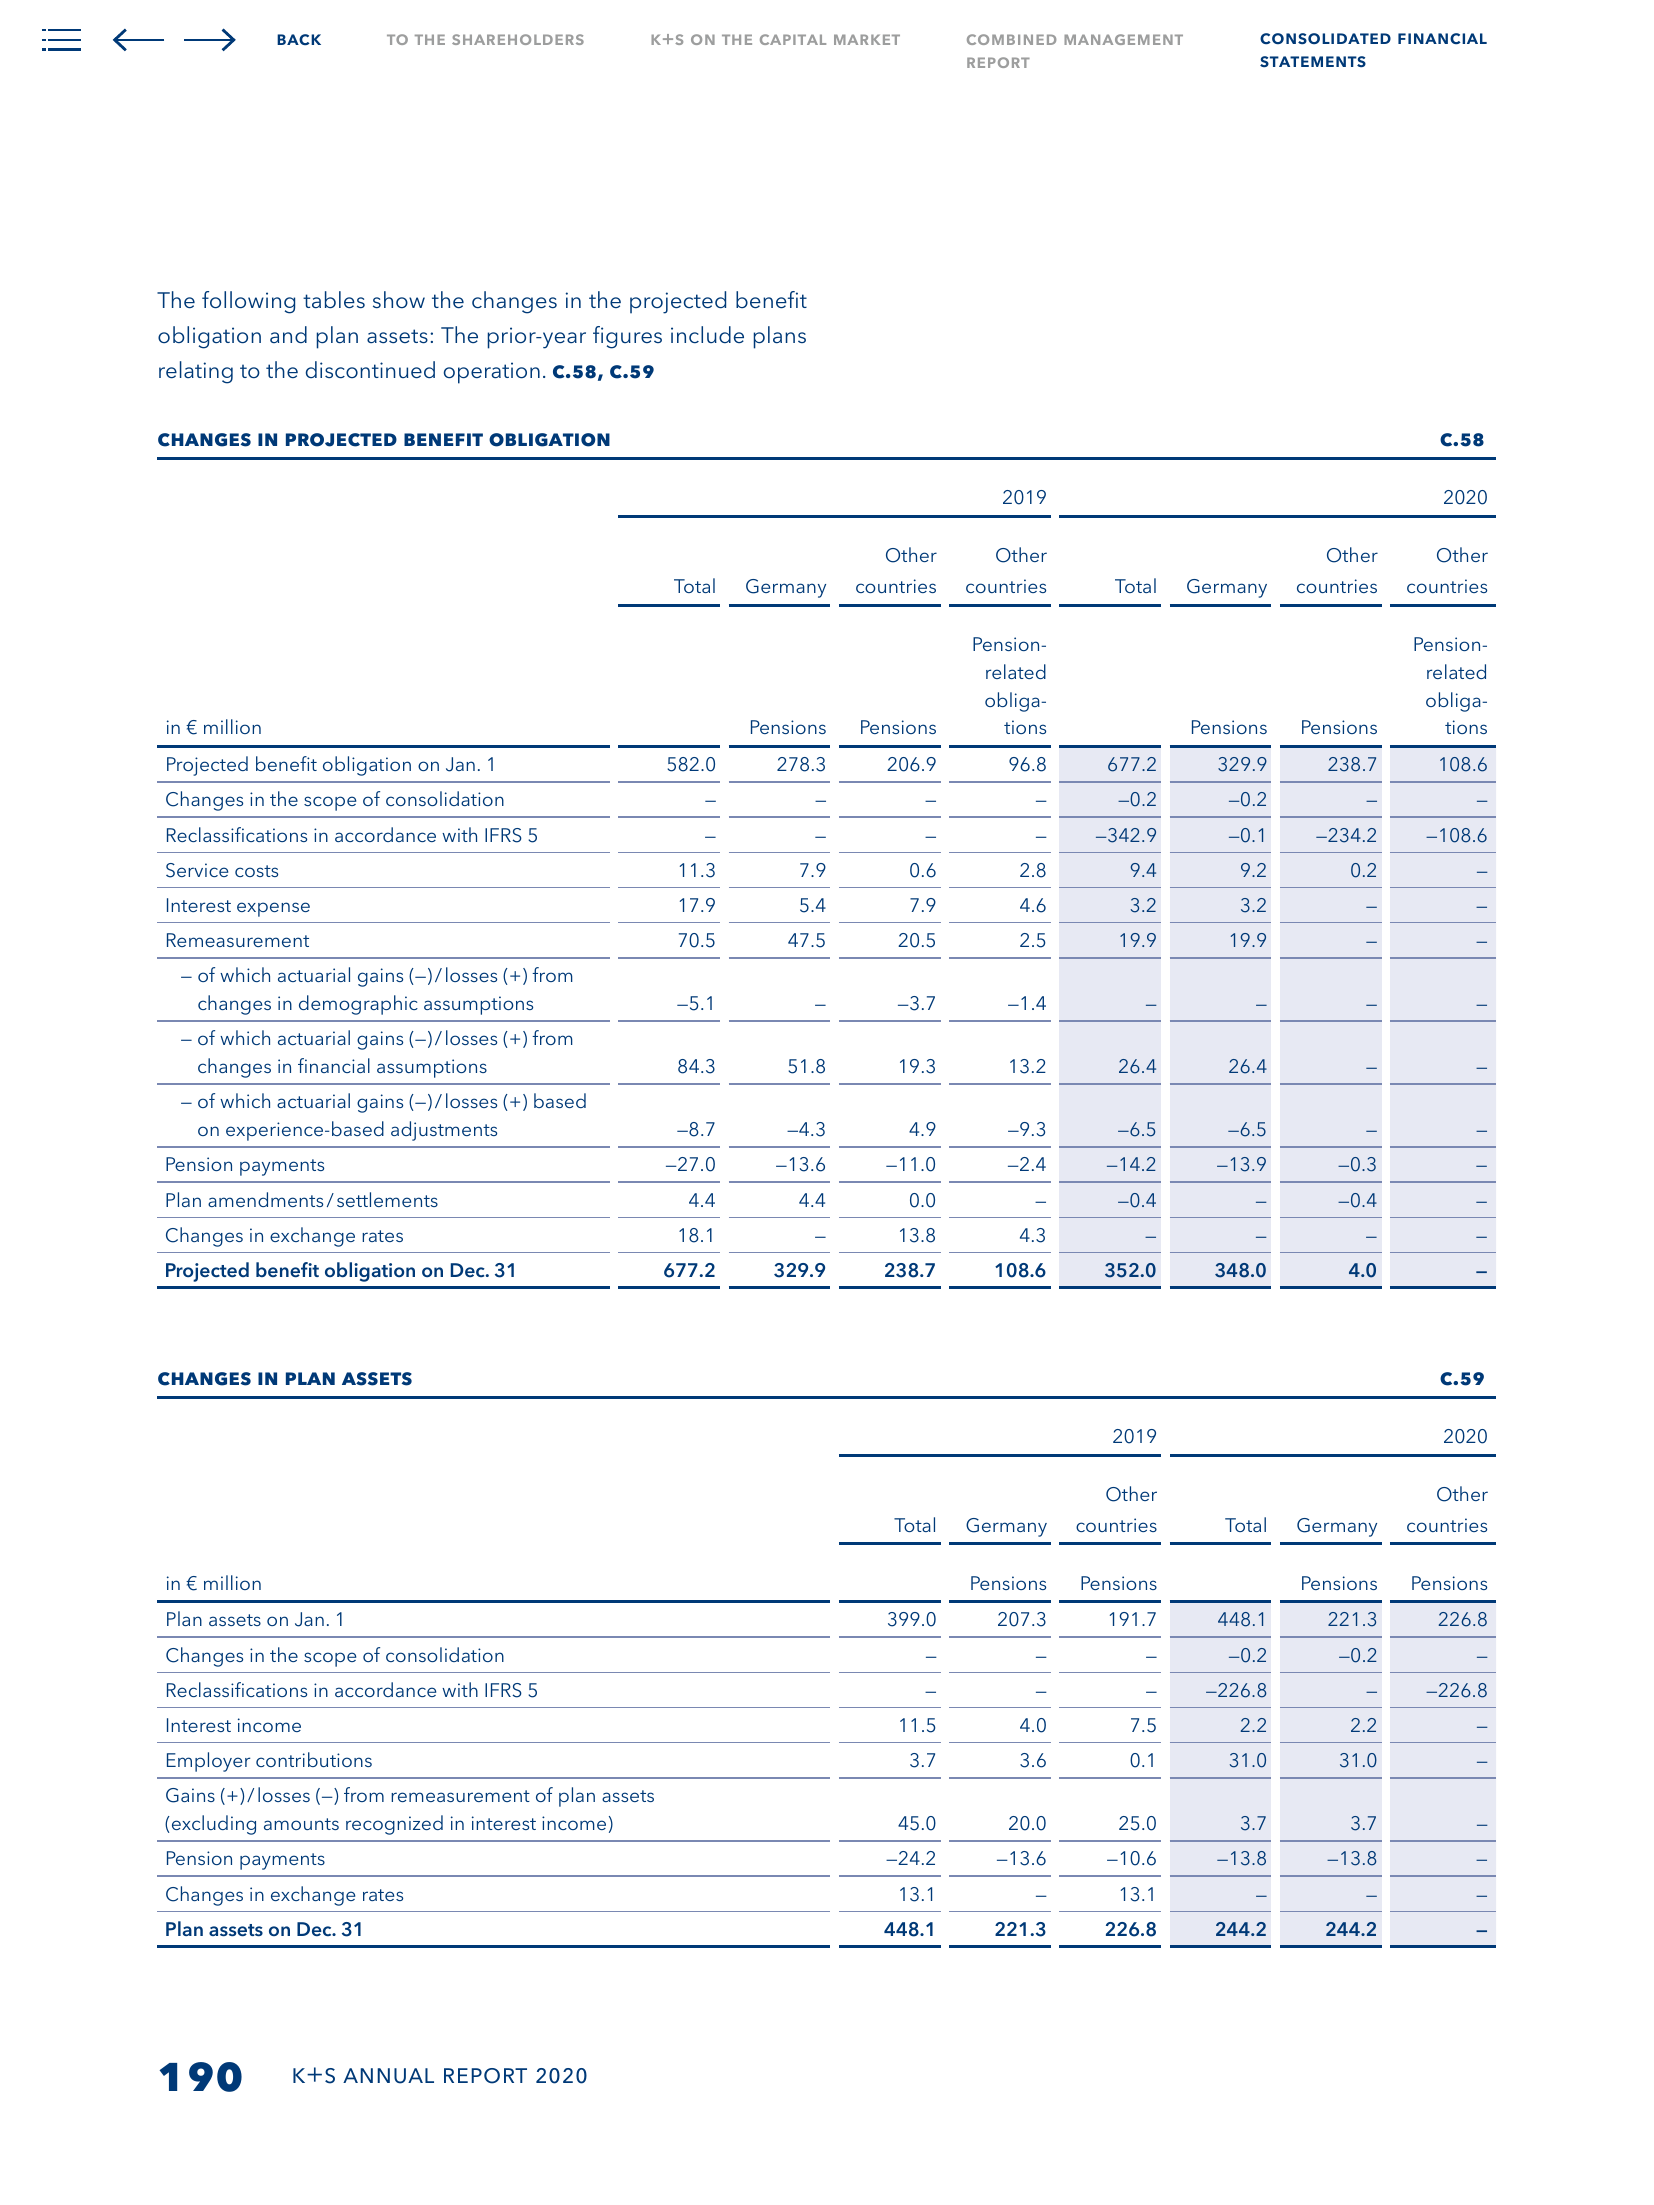 BACK TO THE SHAREHOLDERS K+S ON THE CAPITAL MARKET COMBINED MANAGEMENT REPORT CONSOLIDATED FINANCIAL STATEMENTS
The following tables show the changes in the projected benefit
obligation and plan assets: The prior-year figures include plans
relating to the discontinued operation. C.58, C.59
CHANGES IN PROJECTED BENEFIT OBLIGATION C.58
2019 2020
Other Other Other Other
Total Germany countries countries Total Germany countries countries
Pension- Pension-
related related
obliga- obliga-
in € million Pensions Pensions tions Pensions Pensions tions
Projected benefit obligation on Jan. 1 582.0 278.3 206.9 96.8 677.2 329.9 238.7 108.6
Changes in the scope of consolidation – – – – –0.2 –0.2 – –
Reclassifications in accordance with IFRS 5 – – – – –342.9 –0.1 –234.2 –108.6
Service costs 11.3 7.9 0.6 2.8 9.4 9.2 0.2 –
Interest expense 17.9 5.4 7.9 4.6 3.2 3.2 – –
Remeasurement 70.5 47.5 20.5 2.5 19.9 19.9 – –
– of which actuarial gains (–)/losses (+) from
changes in demographic assumptions –5.1 – –3.7 –1.4 – – – –
– of which actuarial gains (–)/losses (+) from
changes in financial assumptions 84.3 51.8 19.3 13.2 26.4 26.4 – –
– of which actuarial gains (–)/losses (+) based
on experience-based adjustments –8.7 –4.3 4.9 –9.3 –6.5 –6.5 – –
Pension payments –27.0 –13.6 –11.0 –2.4 –14.2 –13.9 –0.3 –
Plan amendments/settlements 4.4 4.4 0.0 – –0.4 – –0.4 –
Changes in exchange rates 18.1 – 13.8 4.3 – – – –
Projected benefit obligation on Dec. 31 677.2 329.9 238.7 108.6 352.0 348.0 4.0 –
CHANGES IN PLAN ASSETS C.59
2019 2020
Other Other
Total Germany countries Total Germany countries
in € million Pensions Pensions Pensions Pensions
Plan assets on Jan. 1 399.0 207.3 191.7 448.1 221.3 226.8
Changes in the scope of consolidation – – – –0.2 –0.2 –
Reclassifications in accordance with IFRS 5 – – – –226.8 – –226.8
Interest income 11.5 4.0 7.5 2.2 2.2 –
Employer contributions 3.7 3.6 0.1 31.0 31.0 –
Gains (+)/losses (–) from remeasurement of plan assets
(excluding amounts recognized in interest income) 45.0 20.0 25.0 3.7 3.7 –
Pension payments –24.2 –13.6 –10.6 –13.8 –13.8 –
Changes in exchange rates 13.1 – 13.1 – – –
Plan assets on Dec. 31 448.1 221.3 226.8 244.2 244.2 –
190 K+S ANNUAL REPORT 2020